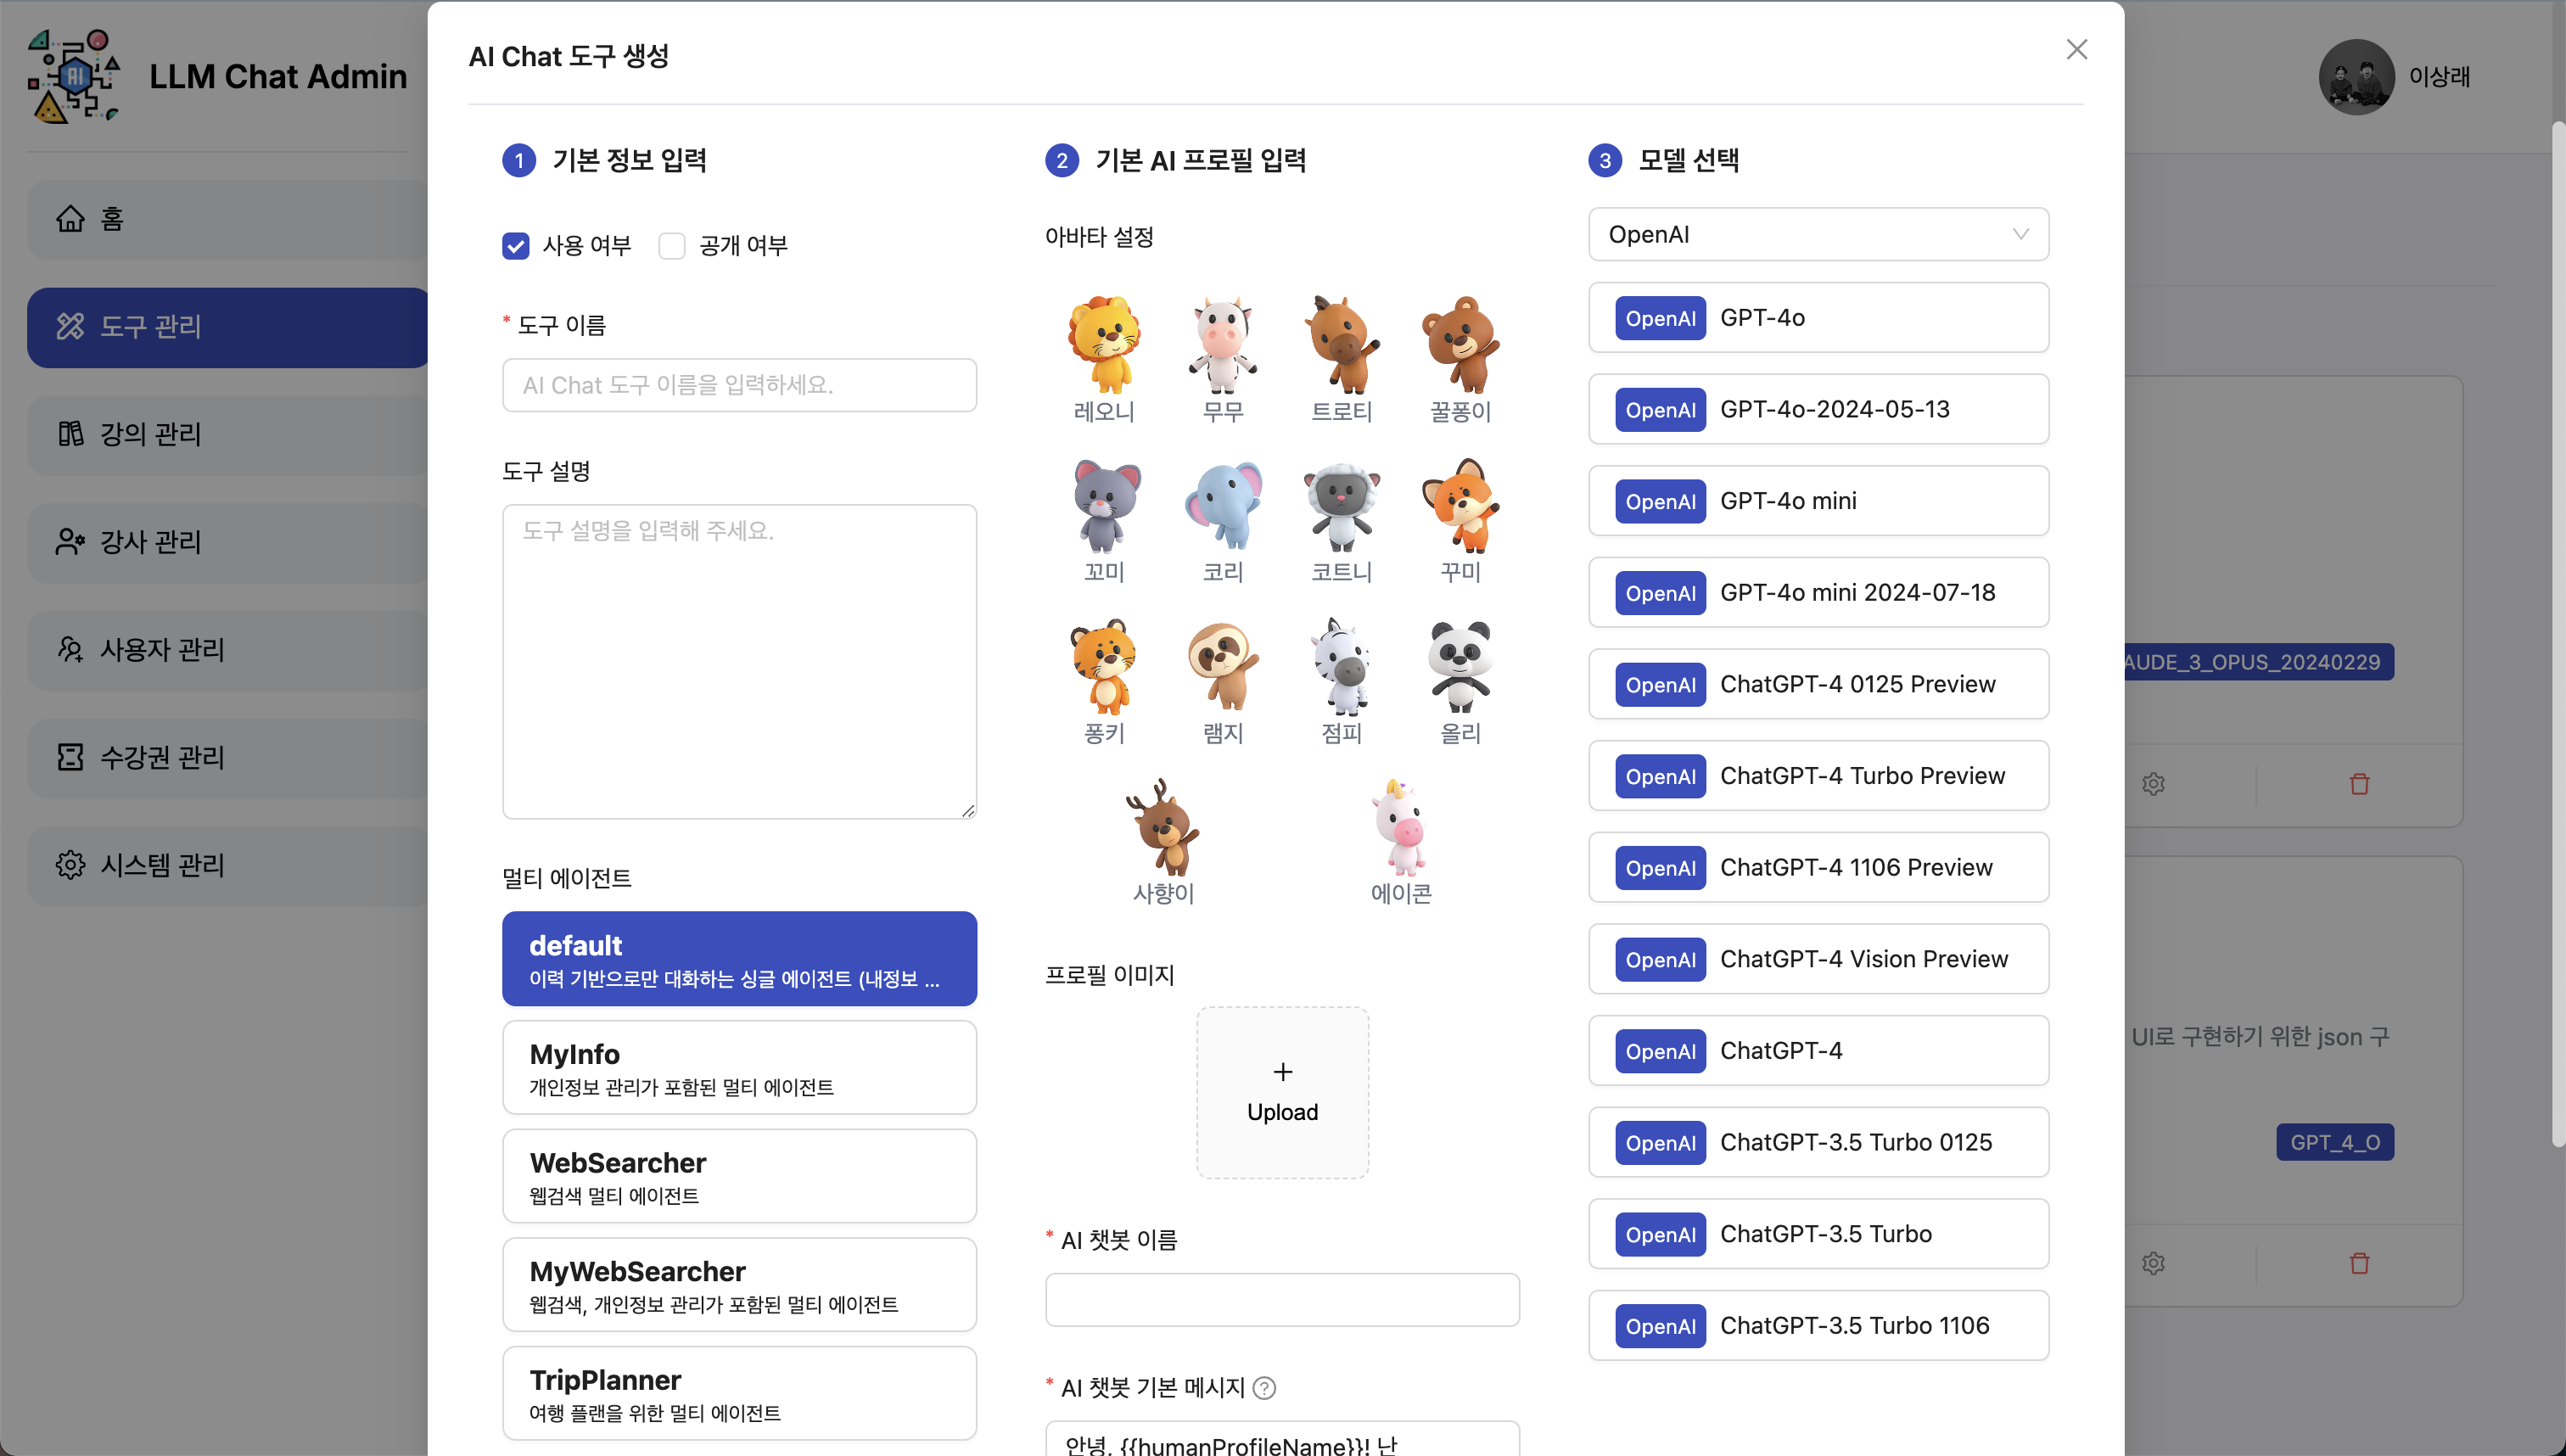 LLM Chat Admin
홈
도구 관리
강의 관리
강사 관리
사용자 관리
수강권 관리
시스템 관리
AI Chat 도구 생성
1 기본 정보 입력
사용 여부 공개 여부
* 도구 이름
AI Chat 도구 이름을 입력하세요.
도구 설명
도구 설명을 입력해 주세요.
멀티 에이전트
default
이력 기반으로만 대화하는 싱글 에이전트 (내정보 ...
MyInfo
개인정보 관리가 포함된 멀티 에이전트
WebSearcher
웹검색 멀티 에이전트
MyWebSearcher
웹검색, 개인정보 관리가 포함된 멀티 에이전트
TripPlanner
여행 플랜을 위한 멀티 에이전트
2 기본 AI 프로필 입력
아바타 설정
레오니 무무 트로티 꿀퐁이
꼬미 코리 코트니 꾸미
퐁키 램지 점피 올리
사향이 에이콘
프로필 이미지
+
Upload
* AI 챗봇 이름
* AI 챗봇 기본 메시지 ?
안녕, {{humanProfileName}}! 난
3 모델 선택
OpenAI
OpenAI GPT-4o
OpenAI GPT-4o-2024-05-13
OpenAI GPT-4o mini
OpenAI GPT-4o mini 2024-07-18
OpenAI ChatGPT-4 0125 Preview
OpenAI ChatGPT-4 Turbo Preview
OpenAI ChatGPT-4 1106 Preview
OpenAI ChatGPT-4 Vision Preview
OpenAI ChatGPT-4
OpenAI ChatGPT-3.5 Turbo 0125
OpenAI ChatGPT-3.5 Turbo
OpenAI ChatGPT-3.5 Turbo 1106
이상래
AUDE_3_OPUS_20240229
UI로 구현하기 위한 json 구
GPT_4_O
AI